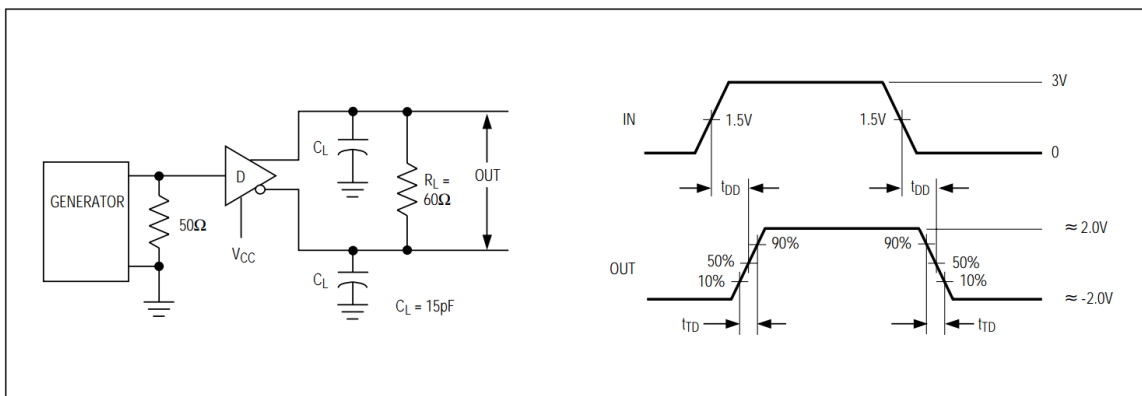 GENERATOR
50Ω
D
VCC
CL
CL
RL =
60Ω
OUT
CL = 15pF
IN
1.5V
1.5V
3V
0
tDD
tDD
OUT
90%
50%
10%
90%
50%
10%
≈ 2.0V
≈ -2.0V
tTD
tTD